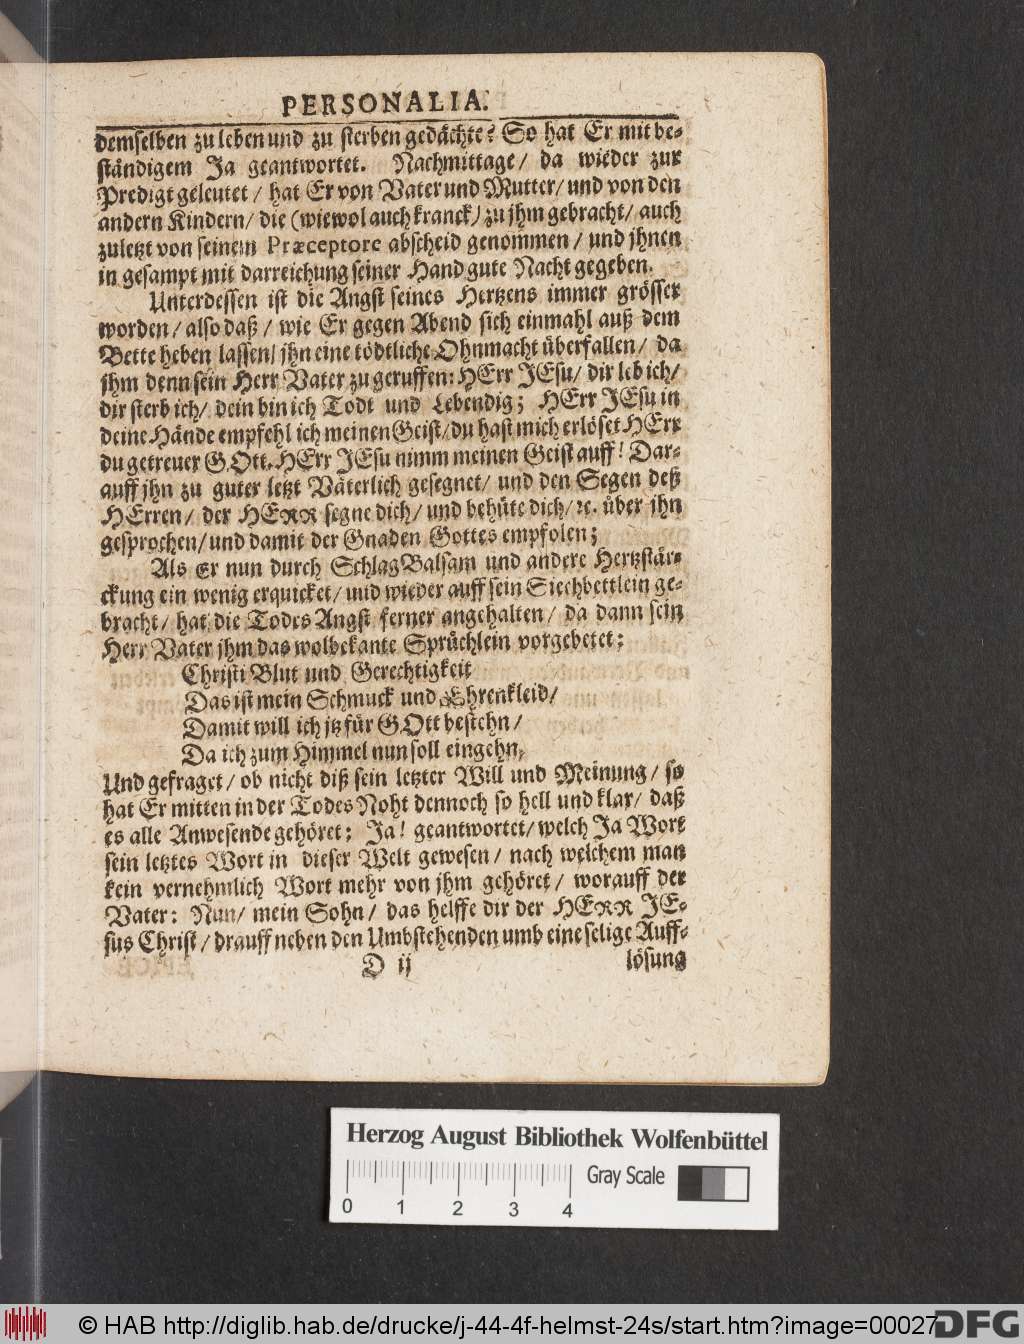 PERSONALIA.
demselben zu leben und zu sterben gedächte? So hat Er mit be-
ständigem Ja geantwortet. Nachmittage/ da wieder zur
Predigt geleutet/ hat Er von Vater und Mutter/ und von den
andern Kindern/ die (wiewol auch kranck) zu jhm gebracht/ auch
zuletzt von seinem Præceptore abscheid genommen/ und jhnen
in gesampt mit darreichung seiner Hand gute Nacht gegeben.
Unterdessen ist die Angst seines Hertzens immer grösser
worden/ also daß/ wie Er gegen Abend sich einmahl auß dem
Bette heben lassen/ jhn eine tödtliche Ohnmacht überfallen/ da
jhm denn sein Herr Vater zu geruffen: HErr JEsu/ dir leb ich/
dir sterb ich/ dein bin ich Todt und Lebendig; HErr JEsu in
deine Hände empfehl ich meinen Geist/ du hast mich erlöset HErr
du getreuer GOtt. HErr JEsu nimm meinen Geist auff! Dar-
auff jhn zu guter letzt Väterlich gesegnet/ und den Segen deß
HErren/ der HERR segne dich/ und behüte dich/ ꝛc. über jhn
gesprochen/ und damit der Gnaden Gottes empfolen;
Als Er nun durch SchlagBalsam und andere Hertzstär-
ckung ein wenig erquicket/ und wieder auff sein Siechbettlein ge-
bracht/ hat die TodesAngst ferner angehalten/ da dann sein
Herr Vater jhm das wolbekante Sprüchlein vorgebetet;
Christi Blut und Gerechtigkeit
Das ist mein Schmuck und Ehrenkleid/
Damit will ich jtz für GOtt bestehn/
Da ich zum Himmel nun soll eingehn,
Und gefraget/ ob nicht diß sein letzter Will und Meinung/ so
hat Er mitten in der TodesNoht dennoch so hell und klar/ daß
es alle Anwesende gehöret; Ja! geantwortet/ welch Ja Wort
sein letztes Wort in dieser Welt gewesen/ nach welchem man
kein vernehmlich Wort mehr von jhm gehöret/ worauff der
Vater: Nun/ mein Sohn/ das helffe dir der HERR JE-
sus Christ/ drauff neben den Umbstehenden umb eine selige Auff-
D ij lösung
Herzog August Bibliothek Wolfenbüttel
Gray Scale
0 1 2 3 4
© HAB http://diglib.hab.de/drucke/j-44-4f-helmst-24s/start.htm?image=00027
DFG